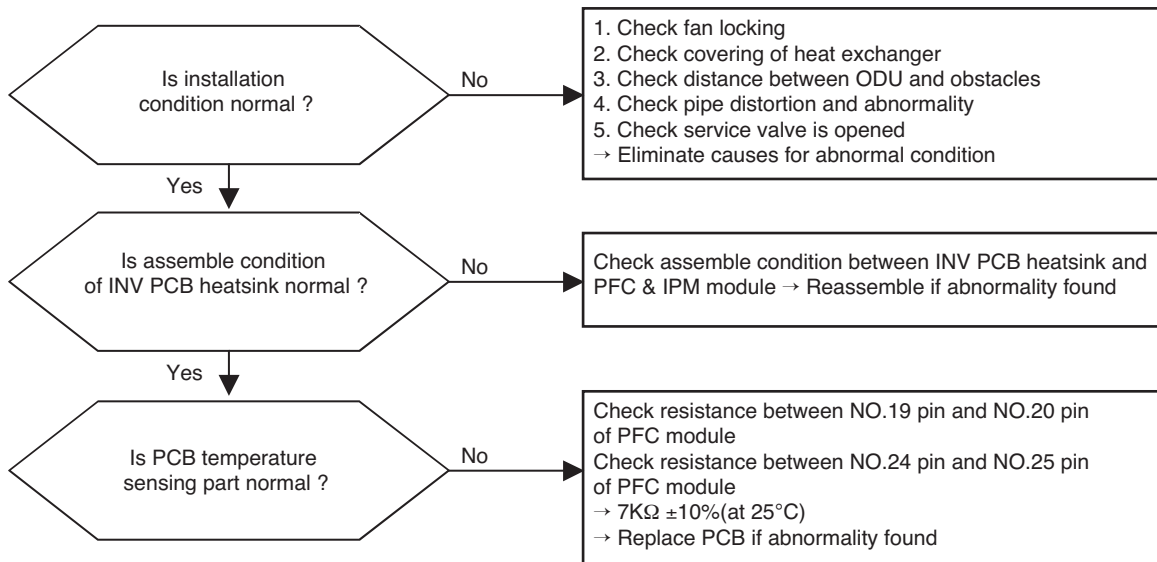 Is installation
condition normal ?
No
1. Check fan locking
2. Check covering of heat exchanger
3. Check distance between ODU and obstacles
4. Check pipe distortion and abnormality
5. Check service valve is opened
→ Eliminate causes for abnormal condition
Yes
Is assemble condition
of INV PCB heatsink normal ?
No
Check assemble condition between INV PCB heatsink and
PFC & IPM module → Reassemble if abnormality found
Yes
Is PCB temperature
sensing part normal ?
No
Check resistance between NO.19 pin and NO.20 pin
of PFC module
Check resistance between NO.24 pin and NO.25 pin
of PFC module
→ 7KΩ ±10%(at 25°C)
→ Replace PCB if abnormality found